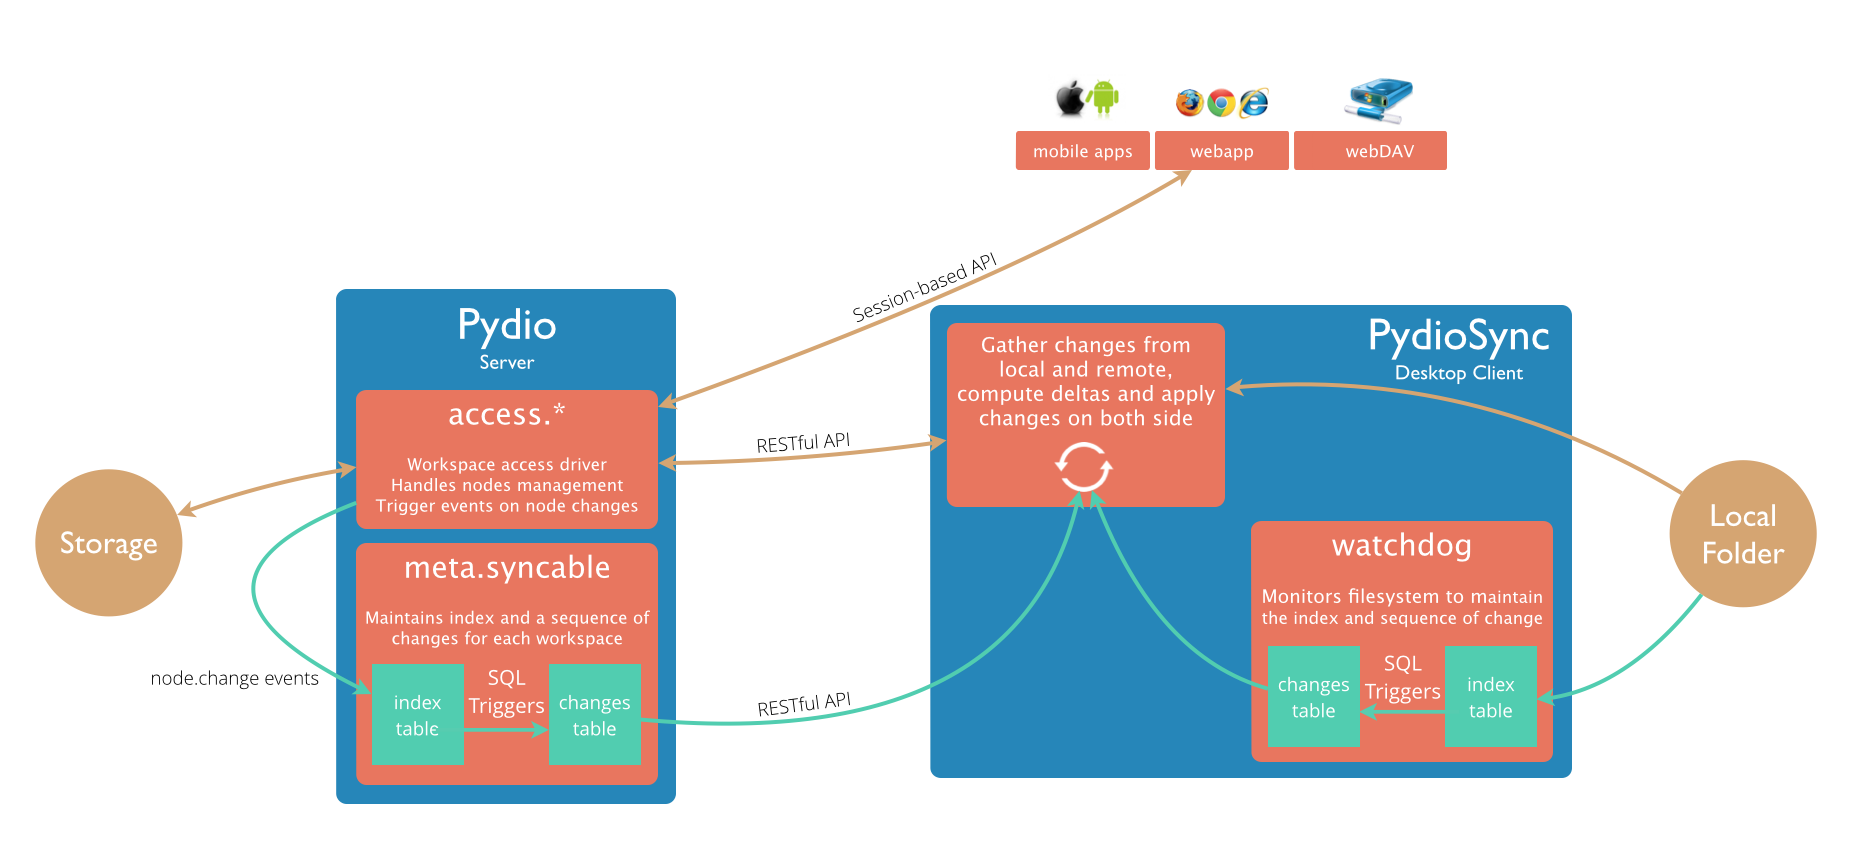 mobile apps
webapp
webDAV
Session-based API
Pydio
Server
access.*
Workspace access driver
Handles nodes management
Trigger events on node changes
Storage
meta.syncable
Maintains index and a sequence of
changes for each workspace
SQL
Triggers
index
table
changes
table
node.change events
RESTful API
RESTful API
PydioSync
Desktop Client
Gather changes from
local and remote,
compute deltas and apply
changes on both side
watchdog
Monitors filesystem to maintain
the index and sequence of change
changes
table
SQL
Triggers
index
table
Local
Folder